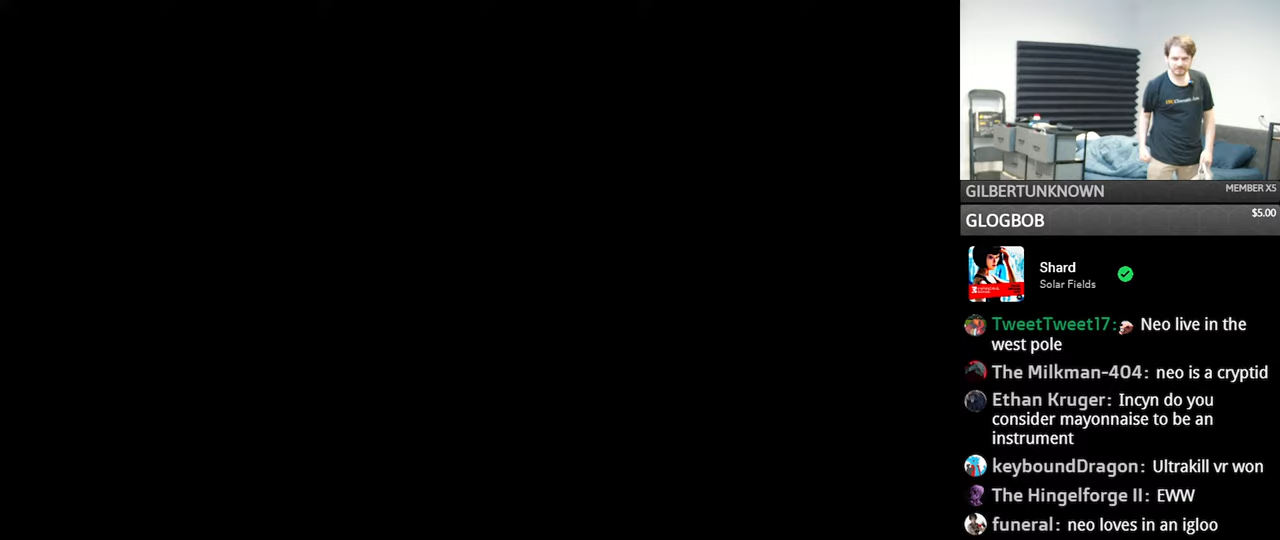 GILBERTUNKNOWN MEMBER X5
GLOGBOB $5.00
Shard
Solar Fields
TweetTweet17: Neo live in the
west pole
The Milkman-404: neo is a cryptid
Ethan Kruger: Incyn do you
consider mayonnaise to be an
instrument
keyboundDragon: Ultrakill vr won
The Hingelforge II: EWW
funeral: neo loves in an igloo